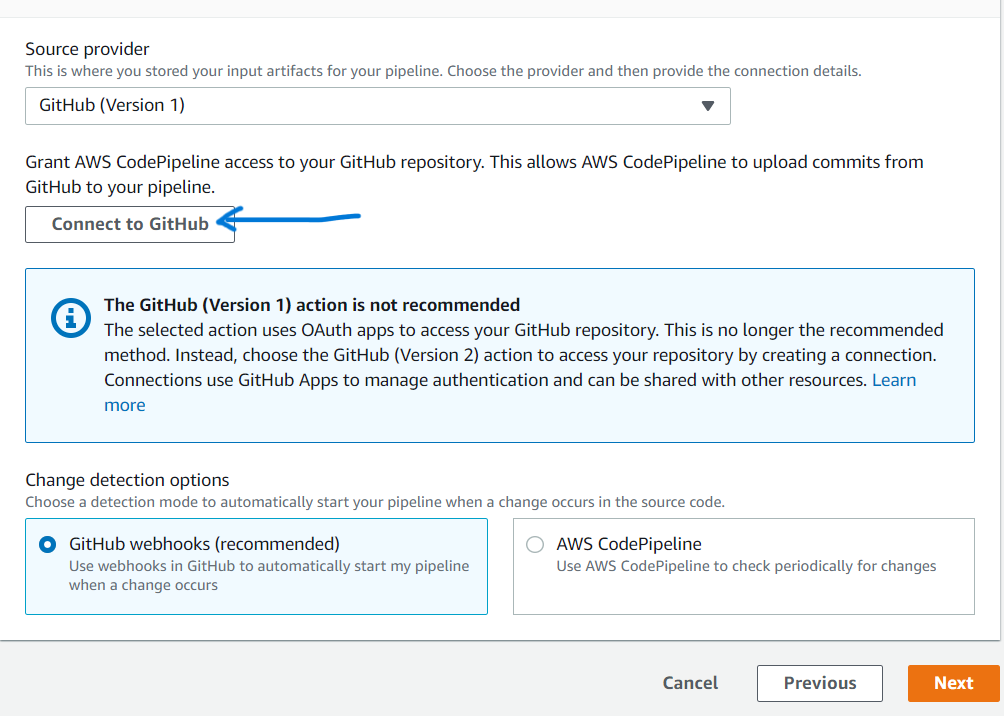 Source provider
This is where you stored your input artifacts for your pipeline. Choose the provider and then provide the connection details.
GitHub (Version 1)
Grant AWS CodePipeline access to your GitHub repository. This allows AWS CodePipeline to upload commits from
GitHub to your pipeline.
Connect to GitHub
The GitHub (Version 1) action is not recommended
The selected action uses OAuth apps to access your GitHub repository. This is no longer the recommended
method. Instead, choose the GitHub (Version 2) action to access your repository by creating a connection.
Connections use GitHub Apps to manage authentication and can be shared with other resources. Learn
more
Change detection options
Choose a detection mode to automatically start your pipeline when a change occurs in the source code.
GitHub webhooks (recommended)
Use webhooks in GitHub to automatically start my pipeline
when a change occurs
AWS CodePipeline
Use AWS CodePipeline to check periodically for changes
Cancel
Previous
Next